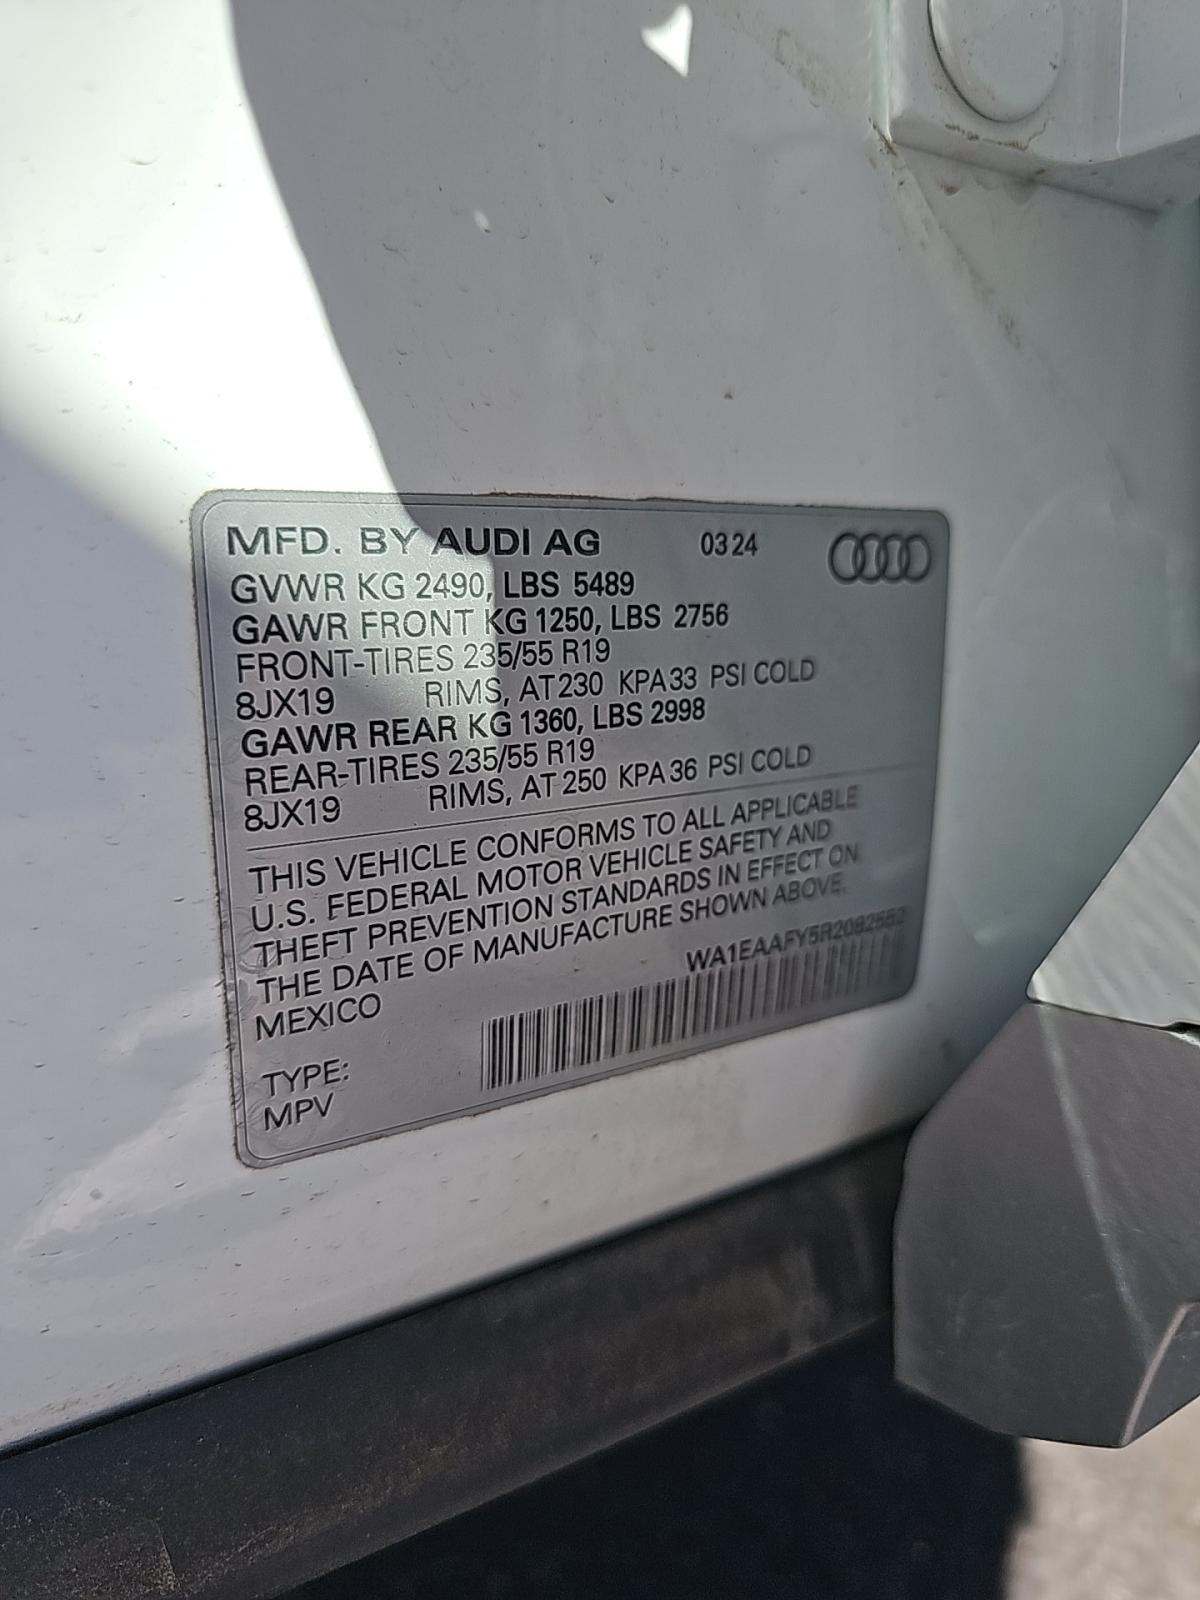 MFD. BY AUDI AG 03 24
GVWR KG 2490, LBS 5489
GAWR FRONT KG 1250, LBS 2756
FRONT-TIRES 235/55 R19
8JX19 RIMS, AT 230 KPA 33 PSI COLD
GAWR REAR KG 1360, LBS 2998
REAR-TIRES 235/55 R19
8JX19 RIMS, AT 250 KPA 36 PSI COLD
THIS VEHICLE CONFORMS TO ALL APPLICABLE
U.S. FEDERAL MOTOR VEHICLE SAFETY AND
THEFT PREVENTION STANDARDS IN EFFECT ON
THE DATE OF MANUFACTURE SHOWN ABOVE.
MEXICO
TYPE:
MPV